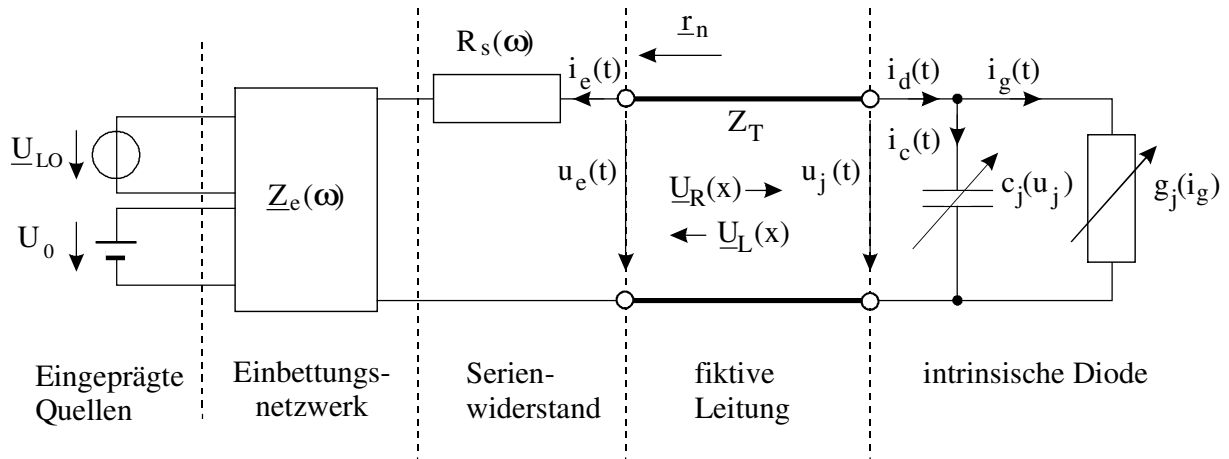 R_s(ω)
r_n
i_e(t)
i_d(t)
i_g(t)
Z_T
U_LO
i_c(t)
Z_e(ω)
u_e(t)
u_j(t)
U_R(x)
c_j(u_j)
g_j(i_g)
U_0
U_L(x)
Eingeprägte
Quellen
Einbettungs-
netzwerk
Serien-
widerstand
fiktive
Leitung
intrinsische Diode